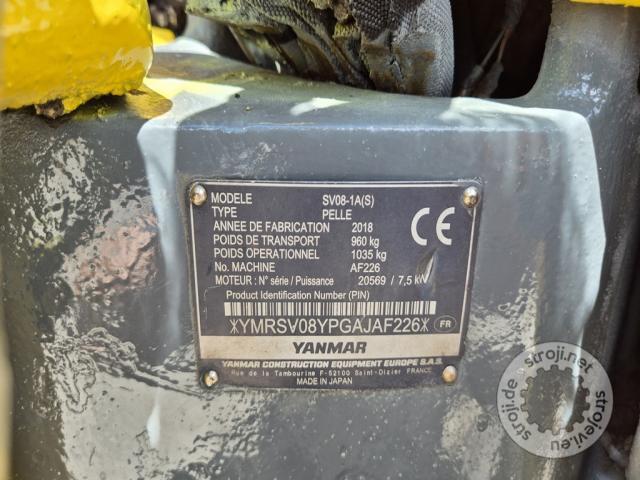 MODELE SV08-1A(S)
TYPE PELLE
ANNEE DE FABRICATION 2018
POIDS DE TRANSPORT 960 kg
POIDS OPERATIONNEL 1035 kg
No. MACHINE AF226
MOTEUR : N° série / Puissance 20569 / 7,5 kW
CE
Product Identification Number (PIN)
*YMRSV08YPGAJAF226*
FR
YANMAR
YANMAR CONSTRUCTION EQUIPMENT EUROPE S.A.S.
Rue de la Tambourine F-52100 Saint-Dizier FRANCE
MADE IN JAPAN
stroji.de stroji.net strojevi.eu